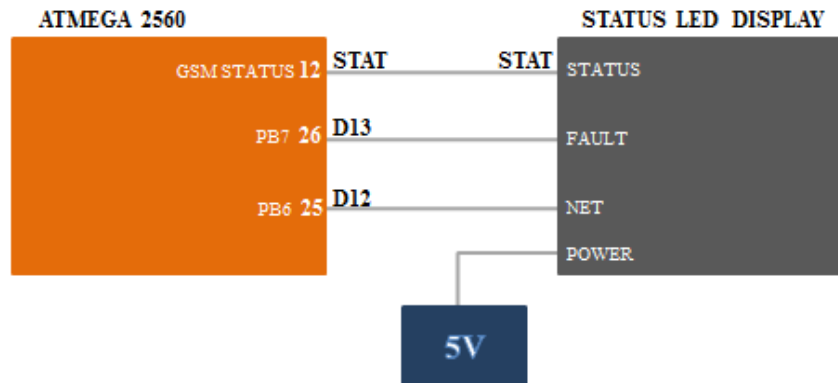 ATMEGA 2560
STATUS LED DISPLAY
GSM STATUS 12 STAT STAT STATUS
PB7 26 D13 FAULT
PB6 25 D12 NET
POWER
5V